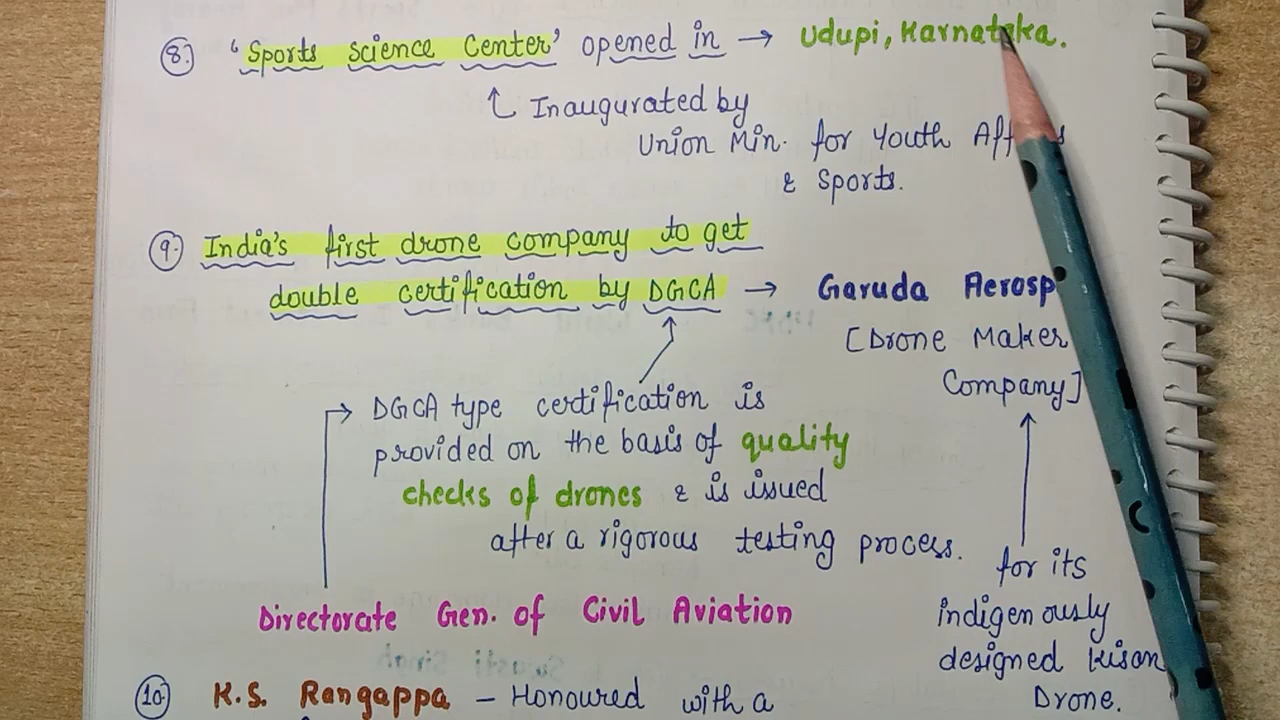 8. 'Sports science Center' opened in → Udupi, Karnataka.
Inaugurated by
Union Min. for Youth
& Sports.
9. India's first drone company to get
double certification by DGCA → Garuda Aerosp
[Drone Maker
Company]
DGCA type certification is
provided on the basis of quality
checks of drones & is issued
after a rigorous testing process.
Directorate Gen. of Civil Aviation
for its
indigenously
designed kisan
Drone.
10. K.S. Rangappa – Honoured with a